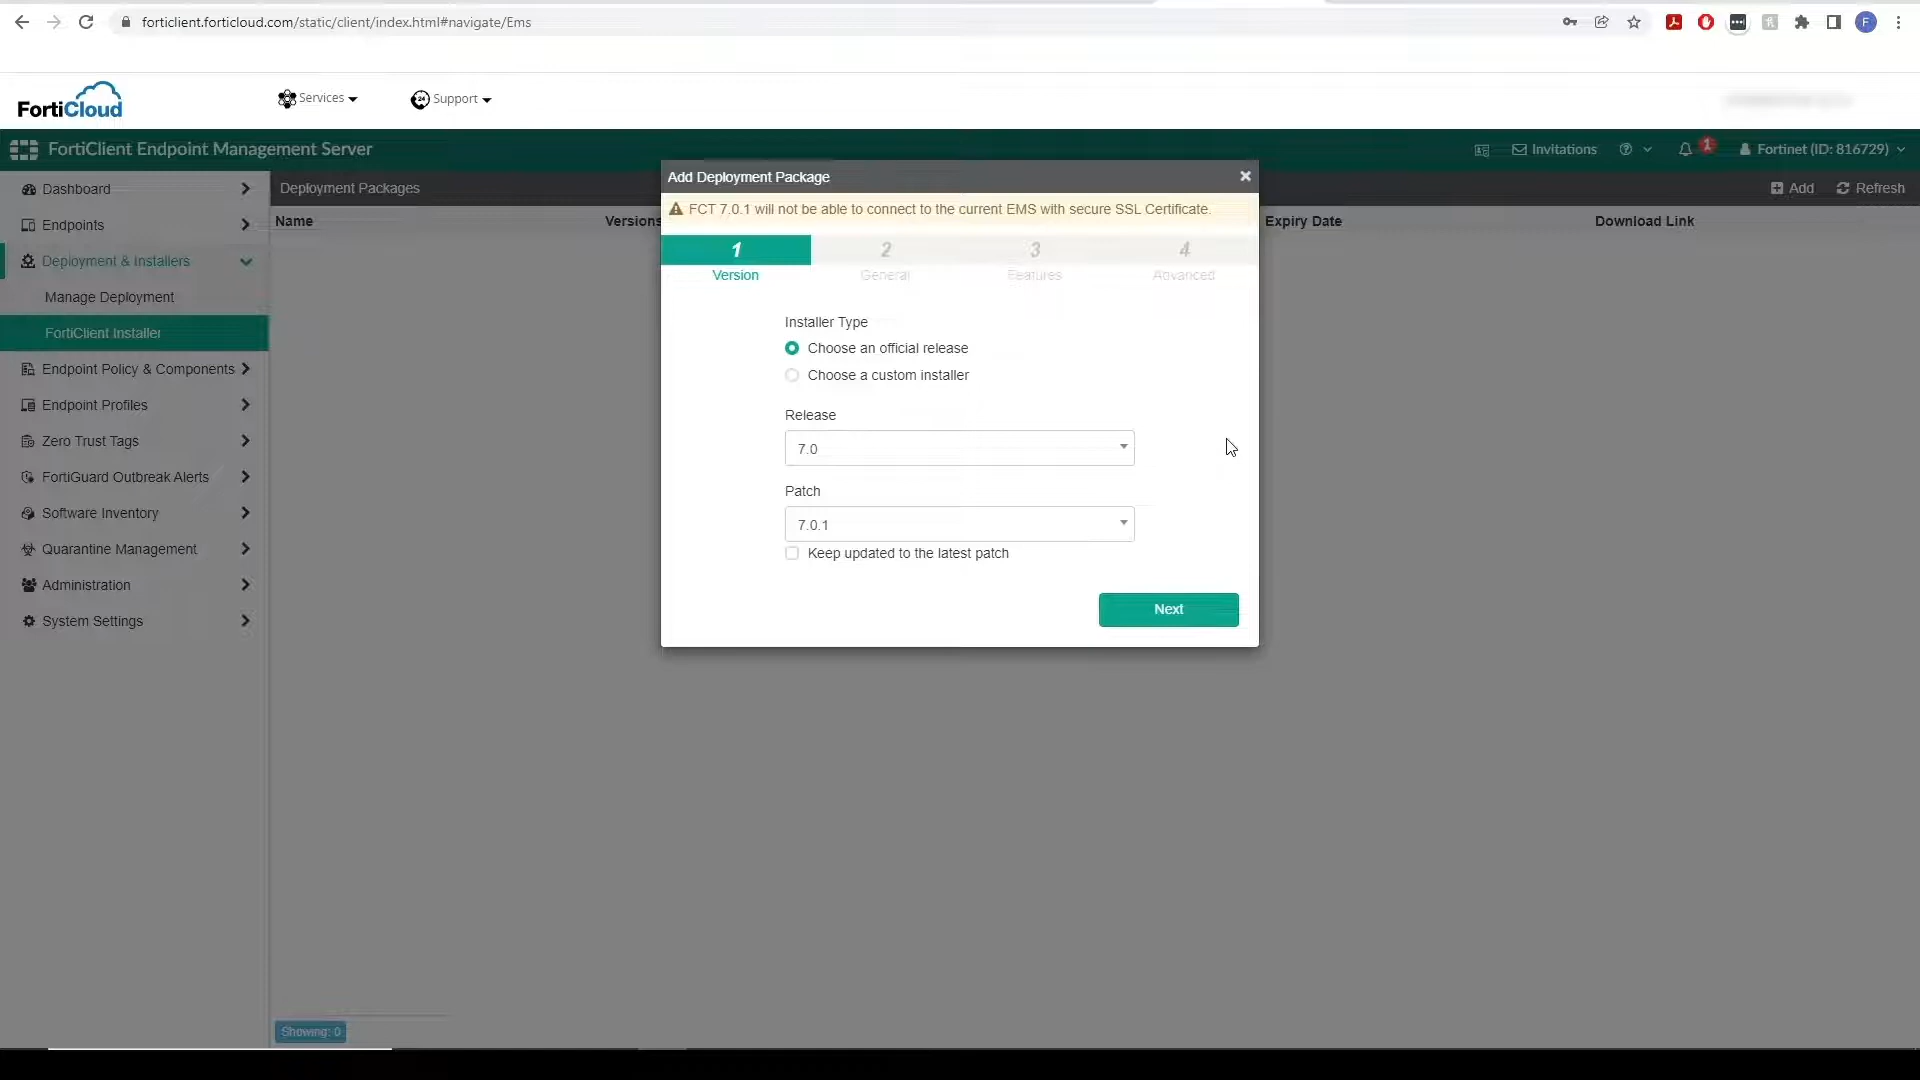 forticlient.forticloud.com/static/client/index.html#navigate/Ems
F
FortiCloud
Services
24
Support
FortiClient Endpoint Management Server
Invitations
1
Fortinet (ID: 816729)
Dashboard
Endpoints
Deployment & Installers
Manage Deployment
FortiClient Installer
Endpoint Policy & Components
Endpoint Profiles
Zero Trust Tags
FortiGuard Outbreak Alerts
Software Inventory
Quarantine Management
Administration
System Settings
Deployment Packages
Add
Refresh
Name
Versions
Expiry Date
Download Link
Add Deployment Package
FCT 7.0.1 will not be able to connect to the current EMS with secure SSL Certificate.
1
2
3
4
Version
General
Features
Advanced
Installer Type
Choose an official release
Choose a custom installer
Release
7.0
Patch
7.0.1
Keep updated to the latest patch
Next
Showing: 0